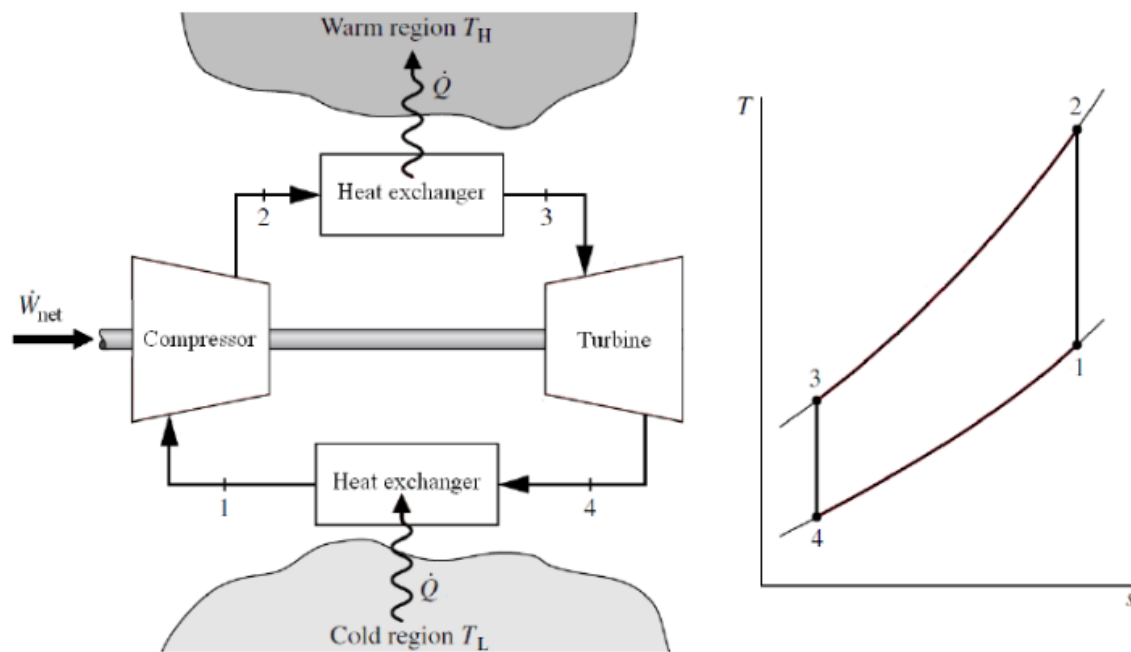 Warm region T_H
Q̇
Heat exchanger
2
3
Ẇ_net
Compressor
Turbine
Heat exchanger
1
4
Q̇
Cold region T_L
T
2
3
1
4
s